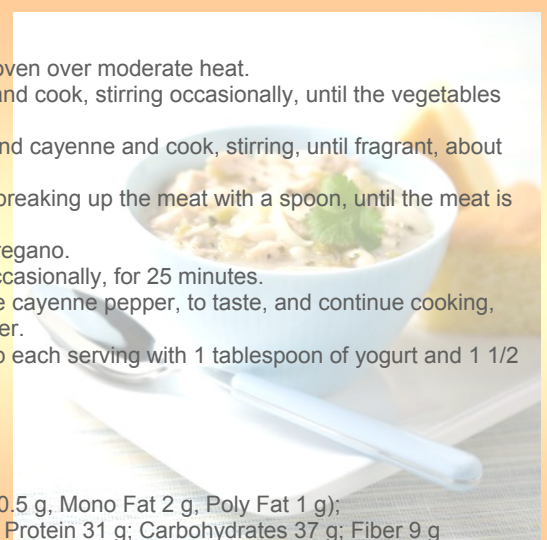 oven over moderate heat.
and cook, stirring occasionally, until the vegetables
nd cayenne and cook, stirring, until fragrant, about
breaking up the meat with a spoon, until the meat is
regano.
ccasionally, for 25 minutes.
e cayenne pepper, to taste, and continue cooking,
er.
p each serving with 1 tablespoon of yogurt and 1 1/2
0.5 g, Mono Fat 2 g, Poly Fat 1 g);
Protein 31 g; Carbohydrates 37 g; Fiber 9 g